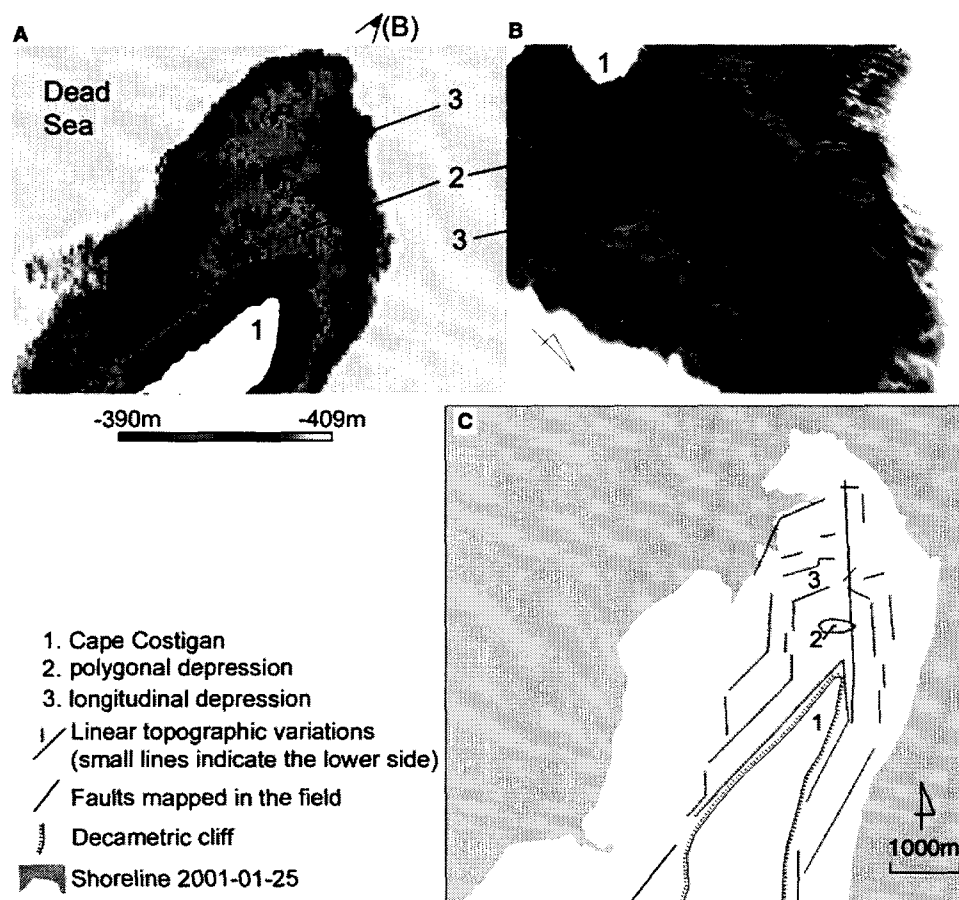 A
(B)
B
Dead
Sea
1
3
2
3
1
-390m
-409m
C
3
2
1
1000m
1. Cape Costigan
2. polygonal depression
3. longitudinal depression
Linear topographic variations
(small lines indicate the lower side)
Faults mapped in the field
Decametric cliff
Shoreline 2001-01-25